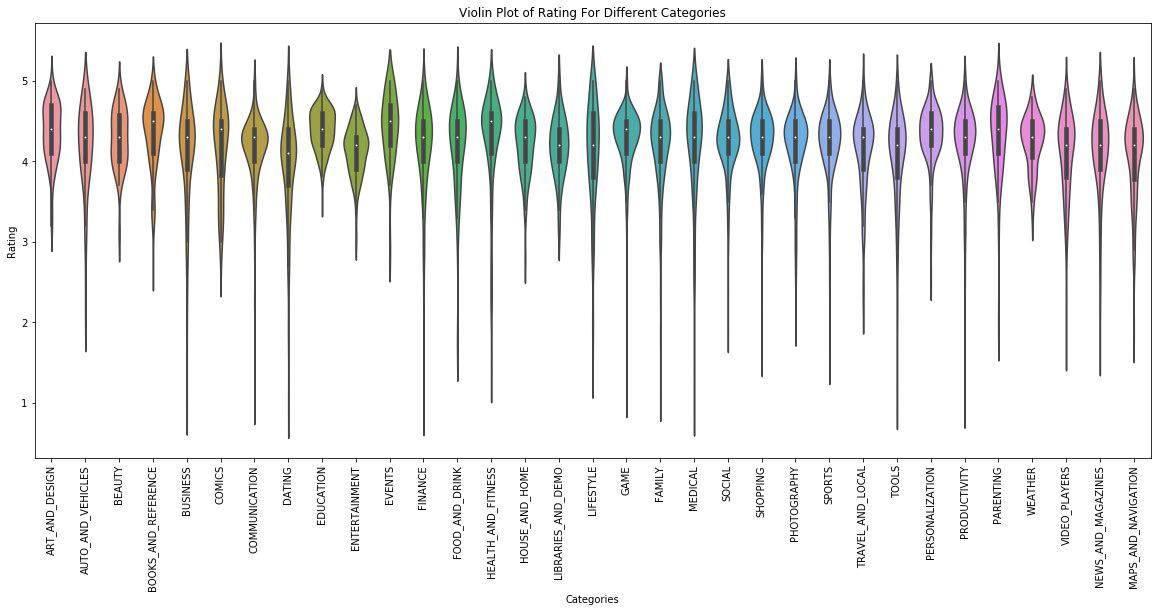 Violin Plot of Rating For Different Categories
5
4
3
2
1
Rating
ART_AND_DESIGN
AUTO_AND_VEHICLES
BEAUTY
BOOKS_AND_REFERENCE
BUSINESS
COMICS
COMMUNICATION
DATING
EDUCATION
ENTERTAINMENT
EVENTS
FINANCE
FOOD_AND_DRINK
HEALTH_AND_FITNESS
HOUSE_AND_HOME
LIBRARIES_AND_DEMO
LIFESTYLE
GAME
FAMILY
MEDICAL
SOCIAL
SHOPPING
PHOTOGRAPHY
SPORTS
TRAVEL_AND_LOCAL
TOOLS
PERSONALIZATION
PRODUCTIVITY
PARENTING
WEATHER
VIDEO_PLAYERS
NEWS_AND_MAGAZINES
MAPS_AND_NAVIGATION
Categories